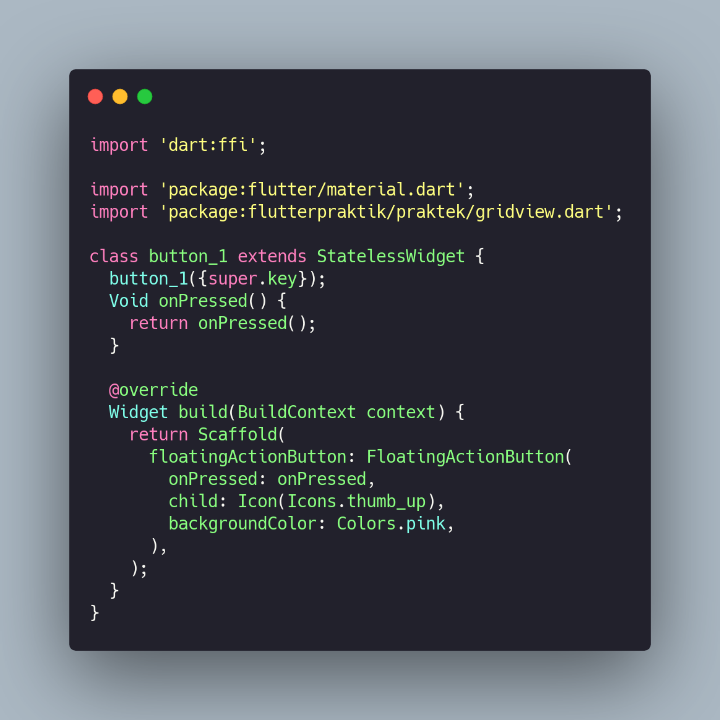 import 'dart:ffi';
import 'package:flutter/material.dart';
import 'package:flutterpraktik/praktek/gridview.dart';
class button_1 extends StatelessWidget {
  button_1({super.key});
  Void onPressed() {
    return onPressed();
  }
  @override
  Widget build(BuildContext context) {
    return Scaffold(
      floatingActionButton: FloatingActionButton(
        onPressed: onPressed,
        child: Icon(Icons.thumb_up),
        backgroundColor: Colors.pink,
      ),
    );
  }
}